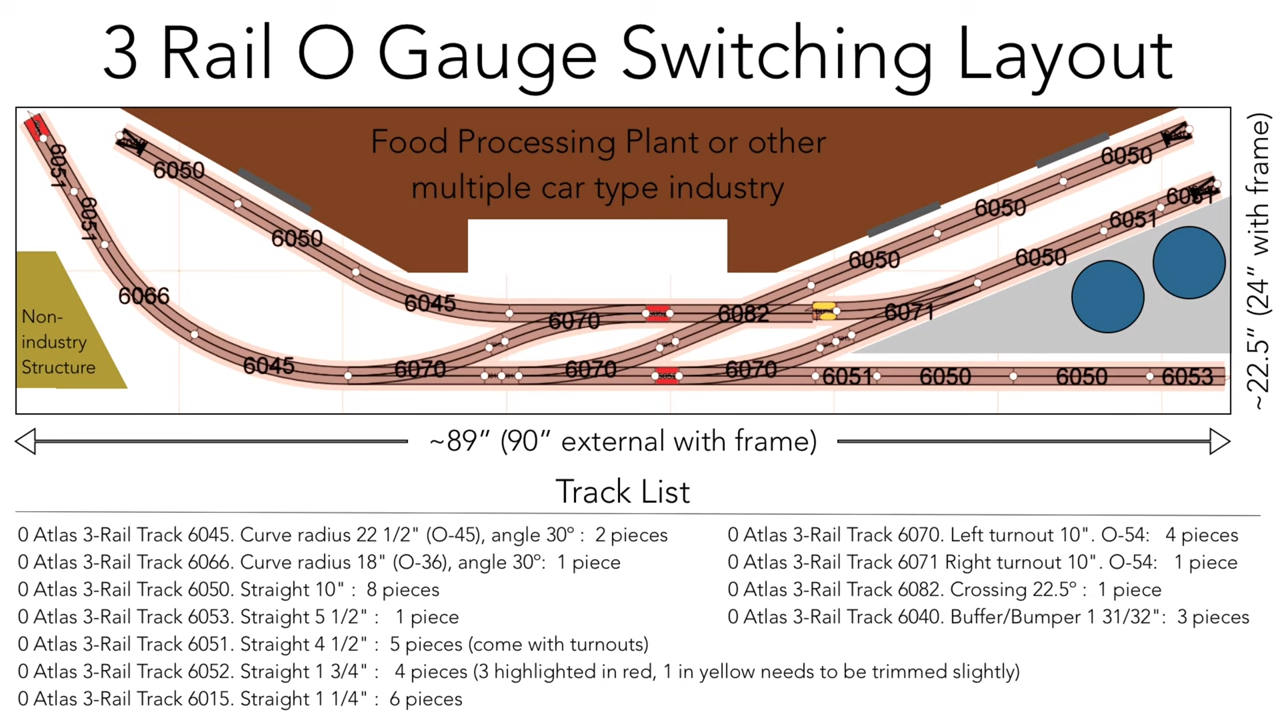 3 Rail O Gauge Switching Layout
Food Processing Plant or other
multiple car type industry
6051
6051
6050
6050
6045
6066
6045
6070
6070
6082
6070
6070
6071
6050
6050
6050
6050
6051
6051
6051
6050
6050
6053
Non-
industry
Structure
~22.5” (24” with frame)
~89” (90” external with frame)
Track List
0 Atlas 3-Rail Track 6045. Curve radius 22 1/2" (O-45), angle 30º : 2 pieces
0 Atlas 3-Rail Track 6066. Curve radius 18" (O-36), angle 30º: 1 piece
0 Atlas 3-Rail Track 6050. Straight 10" : 8 pieces
0 Atlas 3-Rail Track 6053. Straight 5 1/2" : 1 piece
0 Atlas 3-Rail Track 6051. Straight 4 1/2" : 5 pieces (come with turnouts)
0 Atlas 3-Rail Track 6052. Straight 1 3/4" : 4 pieces (3 highlighted in red, 1 in yellow needs to be trimmed slightly)
0 Atlas 3-Rail Track 6015. Straight 1 1/4" : 6 pieces
0 Atlas 3-Rail Track 6070. Left turnout 10". O-54: 4 pieces
0 Atlas 3-Rail Track 6071 Right turnout 10". O-54: 1 piece
0 Atlas 3-Rail Track 6082. Crossing 22.5º : 1 piece
0 Atlas 3-Rail Track 6040. Buffer/Bumper 1 31/32": 3 pieces